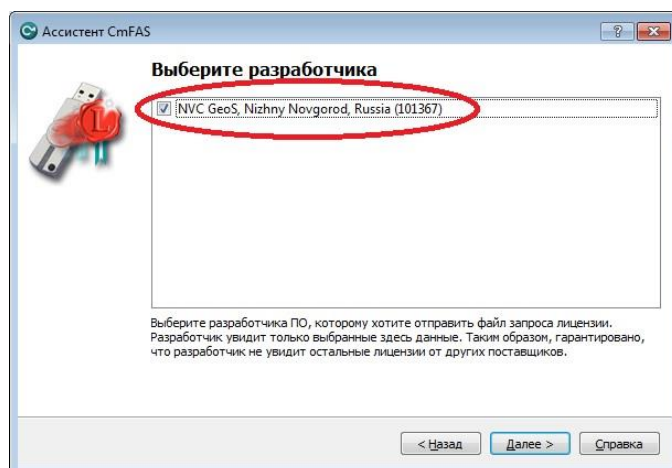 Ассистент CmFAS
Выберите разработчика
NVC GeoS, Nizhny Novgorod, Russia (101367)
Выберите разработчика ПО, которому хотите отправить файл запроса лицензии.
Разработчик увидит только выбранные здесь данные. Таким образом, гарантировано,
что разработчик не увидит остальные лицензии от других поставщиков.
< Назад Далее > Справка